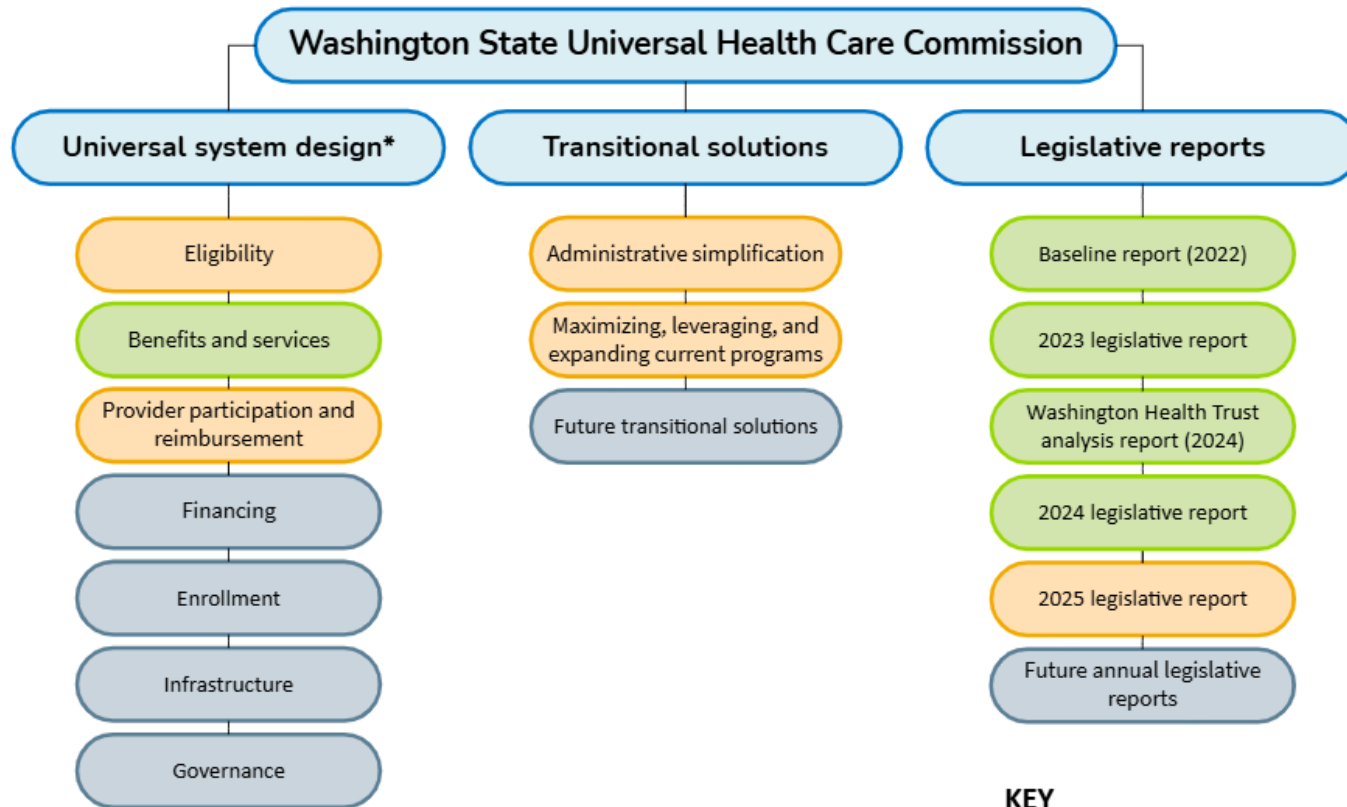 Washington State Universal Health Care Commission
Universal system design*
Eligibility
Benefits and services
Provider participation and
reimbursement
Financing
Enrollment
Infrastructure
Governance
Transitional solutions
Administrative simplification
Maximizing, leveraging, and
expanding current programs
Future transitional solutions
Legislative reports
Baseline report (2022)
2023 legislative report
Washington Health Trust
analysis report (2024)
2024 legislative report
2025 legislative report
Future annual legislative
reports
KEY